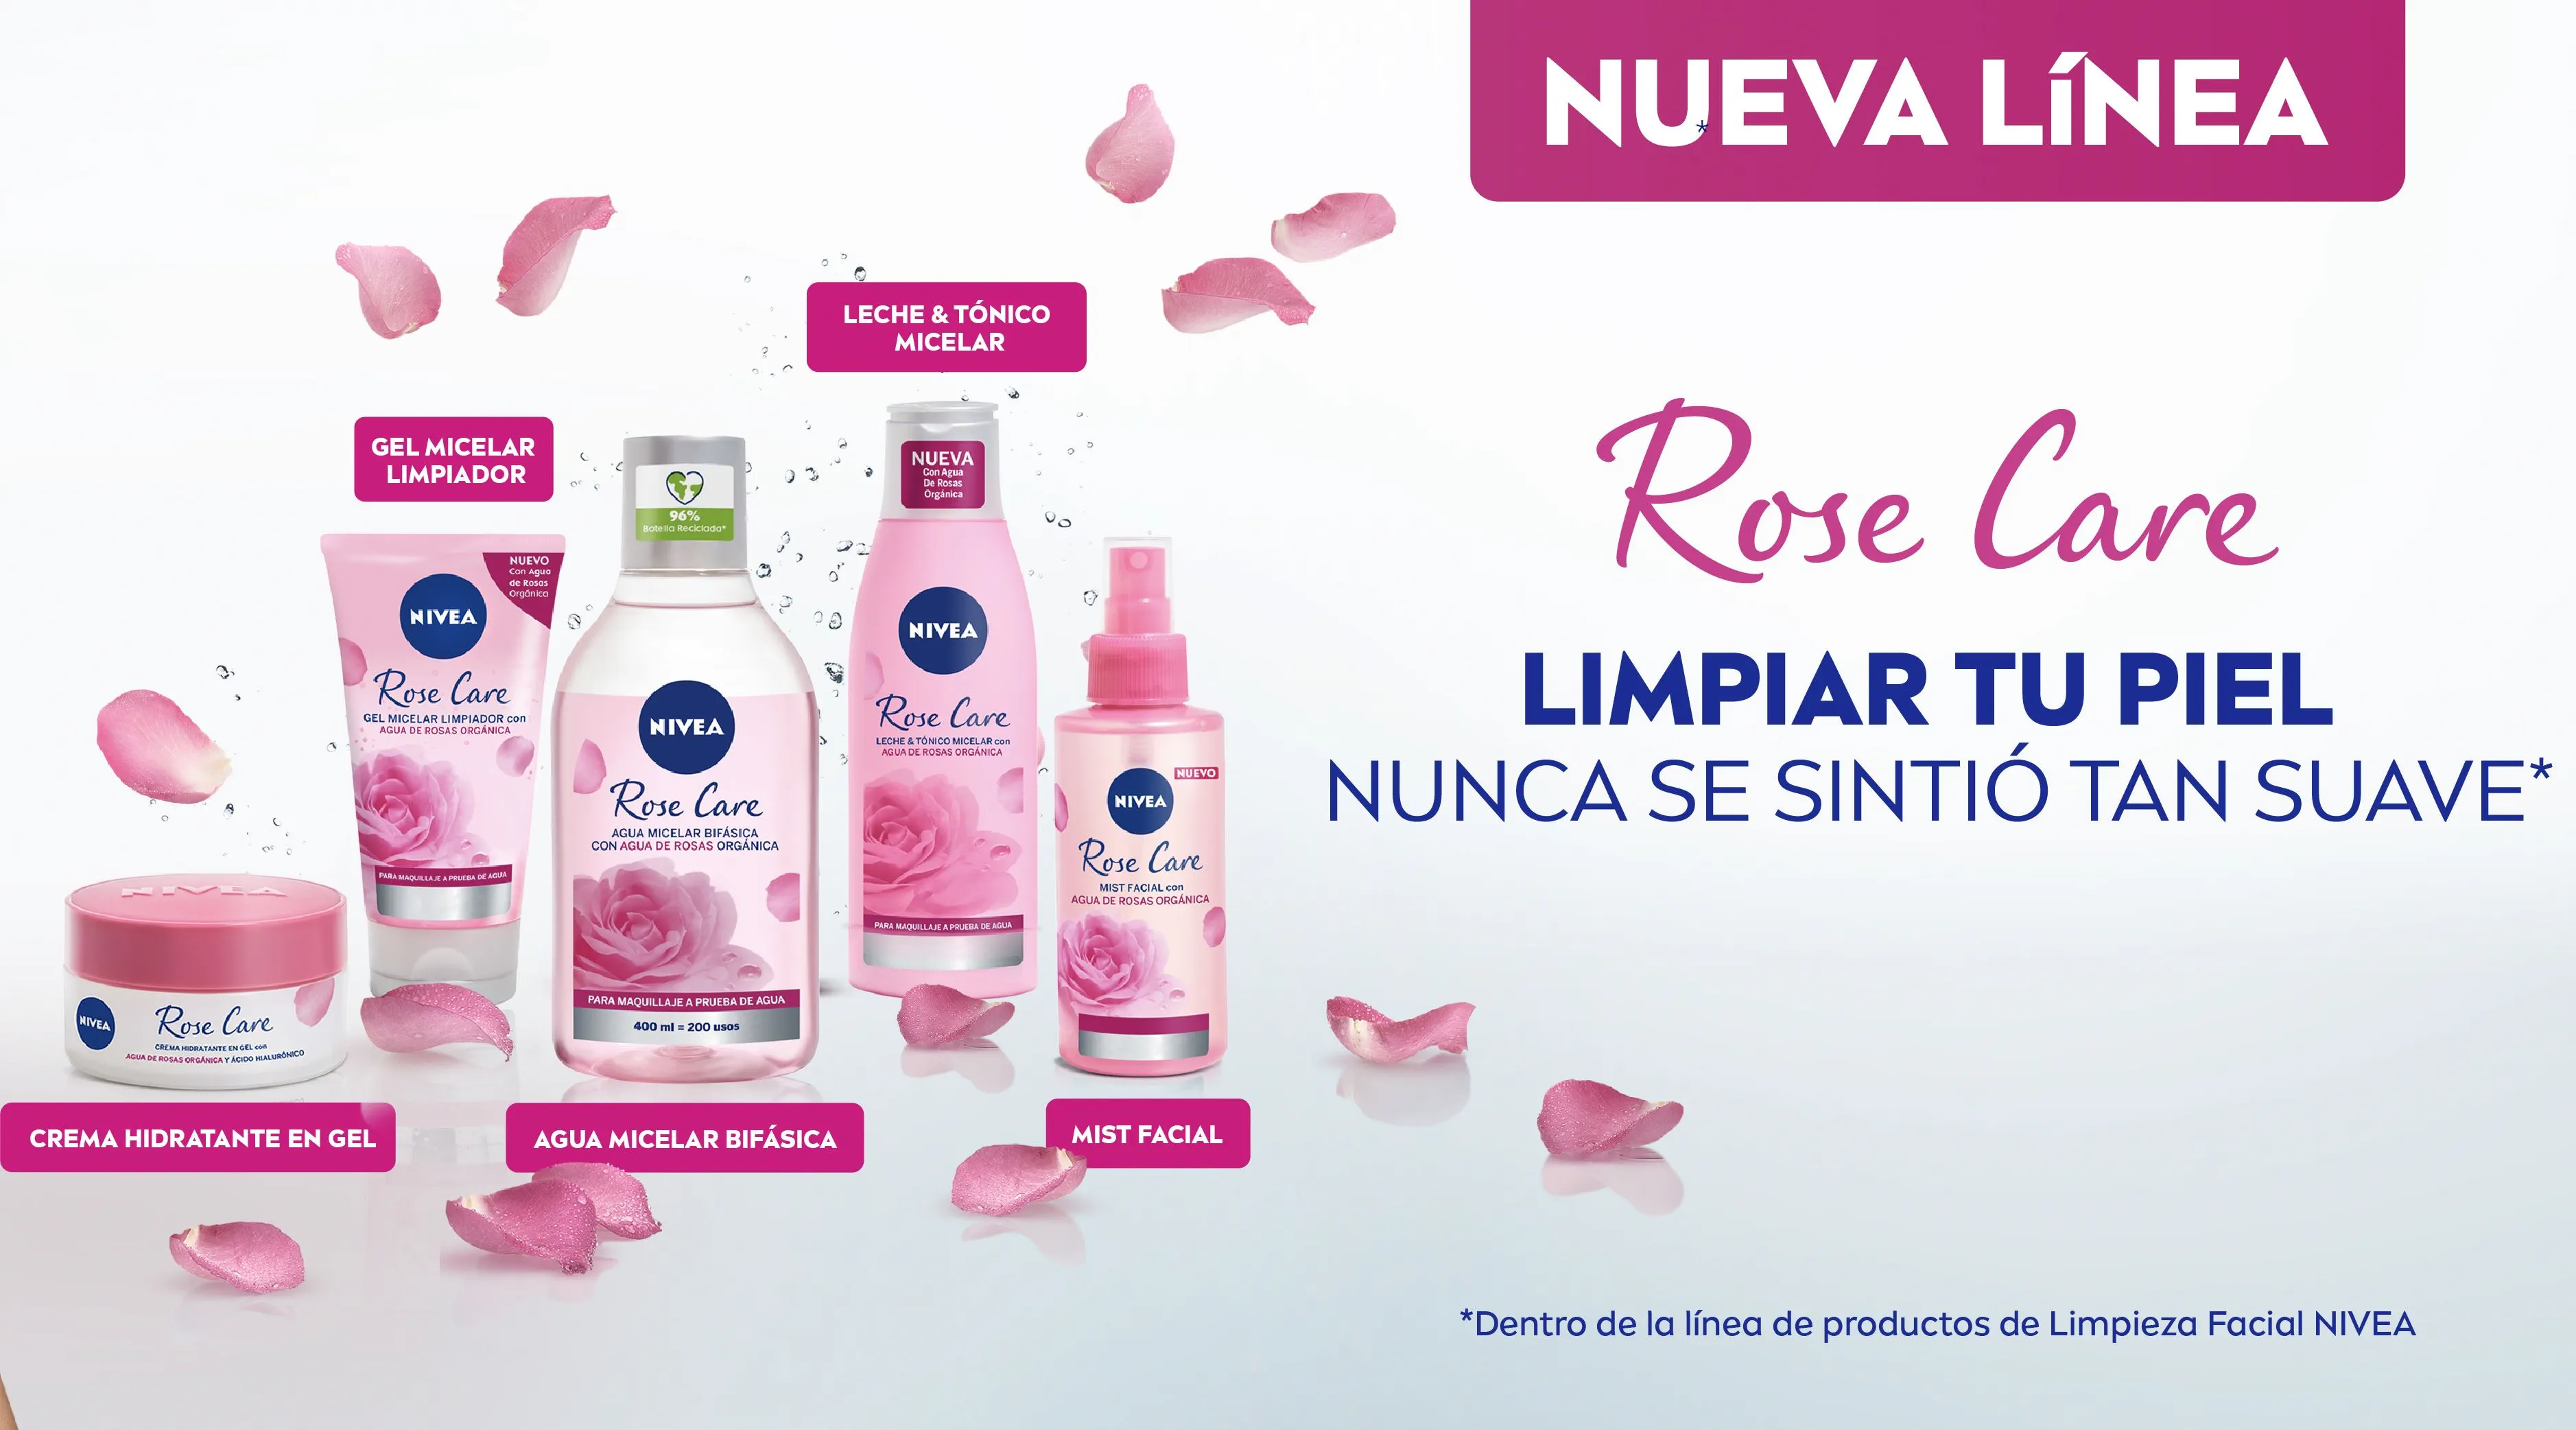 NUEVA LÍNEA
*
Rose Care
LIMPIAR TU PIEL
NUNCA SE SINTIÓ TAN SUAVE*
*Dentro de la línea de productos de Limpieza Facial NIVEA
LECHE & TÓNICO
MICELAR
GEL MICELAR
LIMPIADOR
CREMA HIDRATANTE EN GEL
AGUA MICELAR BIFÁSICA
MIST FACIAL
NIVEA
NIVEA
Rose Care
CREMA HIDRATANTE EN GEL con
AGUA DE ROSAS ORGÁNICA Y ÁCIDO HIALURÓNICO
NUEVO
Con Agua
de Rosas
Orgánica
NIVEA
Rose Care
GEL MICELAR LIMPIADOR con
AGUA DE ROSAS ORGÁNICA
PARA MAQUILLAJE A PRUEBA DE AGUA
96%
Botella Reciclada*
NIVEA
Rose Care
AGUA MICELAR BIFÁSICA
CON AGUA DE ROSAS ORGÁNICA
PARA MAQUILLAJE A PRUEBA DE AGUA
400 ml = 200 usos
NUEVA
Con Agua
De Rosas
Orgánica
NIVEA
Rose Care
LECHE & TÓNICO MICELAR con
AGUA DE ROSAS ORGÁNICA
PARA MAQUILLAJE A PRUEBA DE AGUA
NUEVO
NIVEA
Rose Care
MIST FACIAL con
AGUA DE ROSAS ORGÁNICA